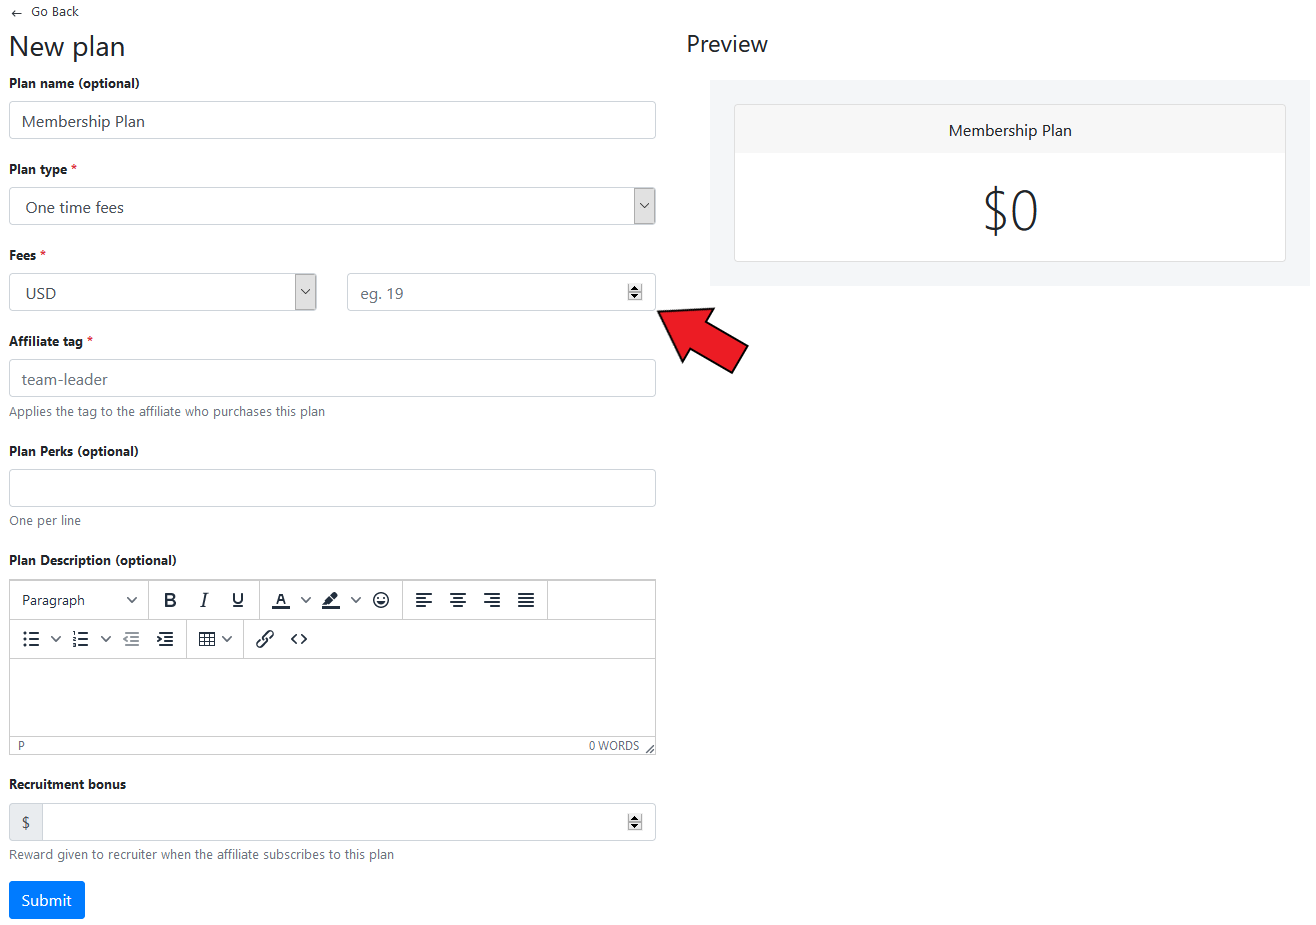 ← Go Back
New plan
Plan name (optional)
Membership Plan
Plan type *
One time fees
Fees *
USD
eg. 19
Affiliate tag *
team-leader
Applies the tag to the affiliate who purchases this plan
Plan Perks (optional)
One per line
Plan Description (optional)
Paragraph B I U A
P 0 WORDS
Recruitment bonus
$
Reward given to recruiter when the affiliate subscribes to this plan
Submit
Preview
Membership Plan
$0